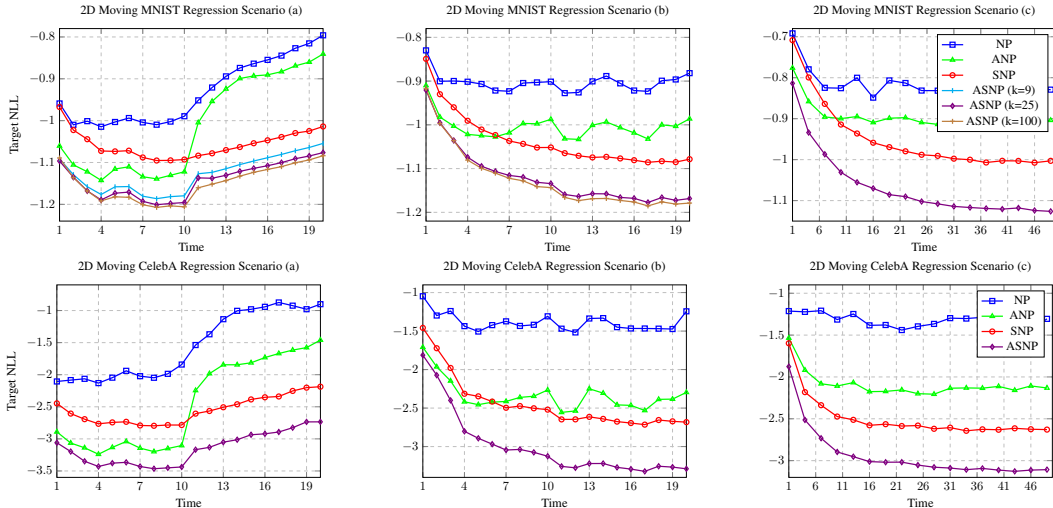 2D Moving MNIST Regression Scenario (a)
2D Moving MNIST Regression Scenario (b)
2D Moving MNIST Regression Scenario (c)
Target NLL
−0.8
−0.9
−1
−1.1
−1.2
1 4 7 10 13 16 19
Time
−0.8
−0.9
−1
−1.1
−1.2
1 4 7 10 13 16 19
Time
−0.7
−0.8
−0.9
−1
−1.1
1 6 11 16 21 26 31 36 41 46
Time
NP
ANP
SNP
ASNP (k=9)
ASNP (k=25)
ASNP (k=100)
2D Moving CelebA Regression Scenario (a)
2D Moving CelebA Regression Scenario (b)
2D Moving CelebA Regression Scenario (c)
Target NLL
−1
−1.5
−2
−2.5
−3
−3.5
1 4 7 10 13 16 19
Time
−1
−1.5
−2
−2.5
−3
1 4 7 10 13 16 19
Time
−1
−1.5
−2
−2.5
−3
1 6 11 16 21 26 31 36 41 46
Time
NP
ANP
SNP
ASNP